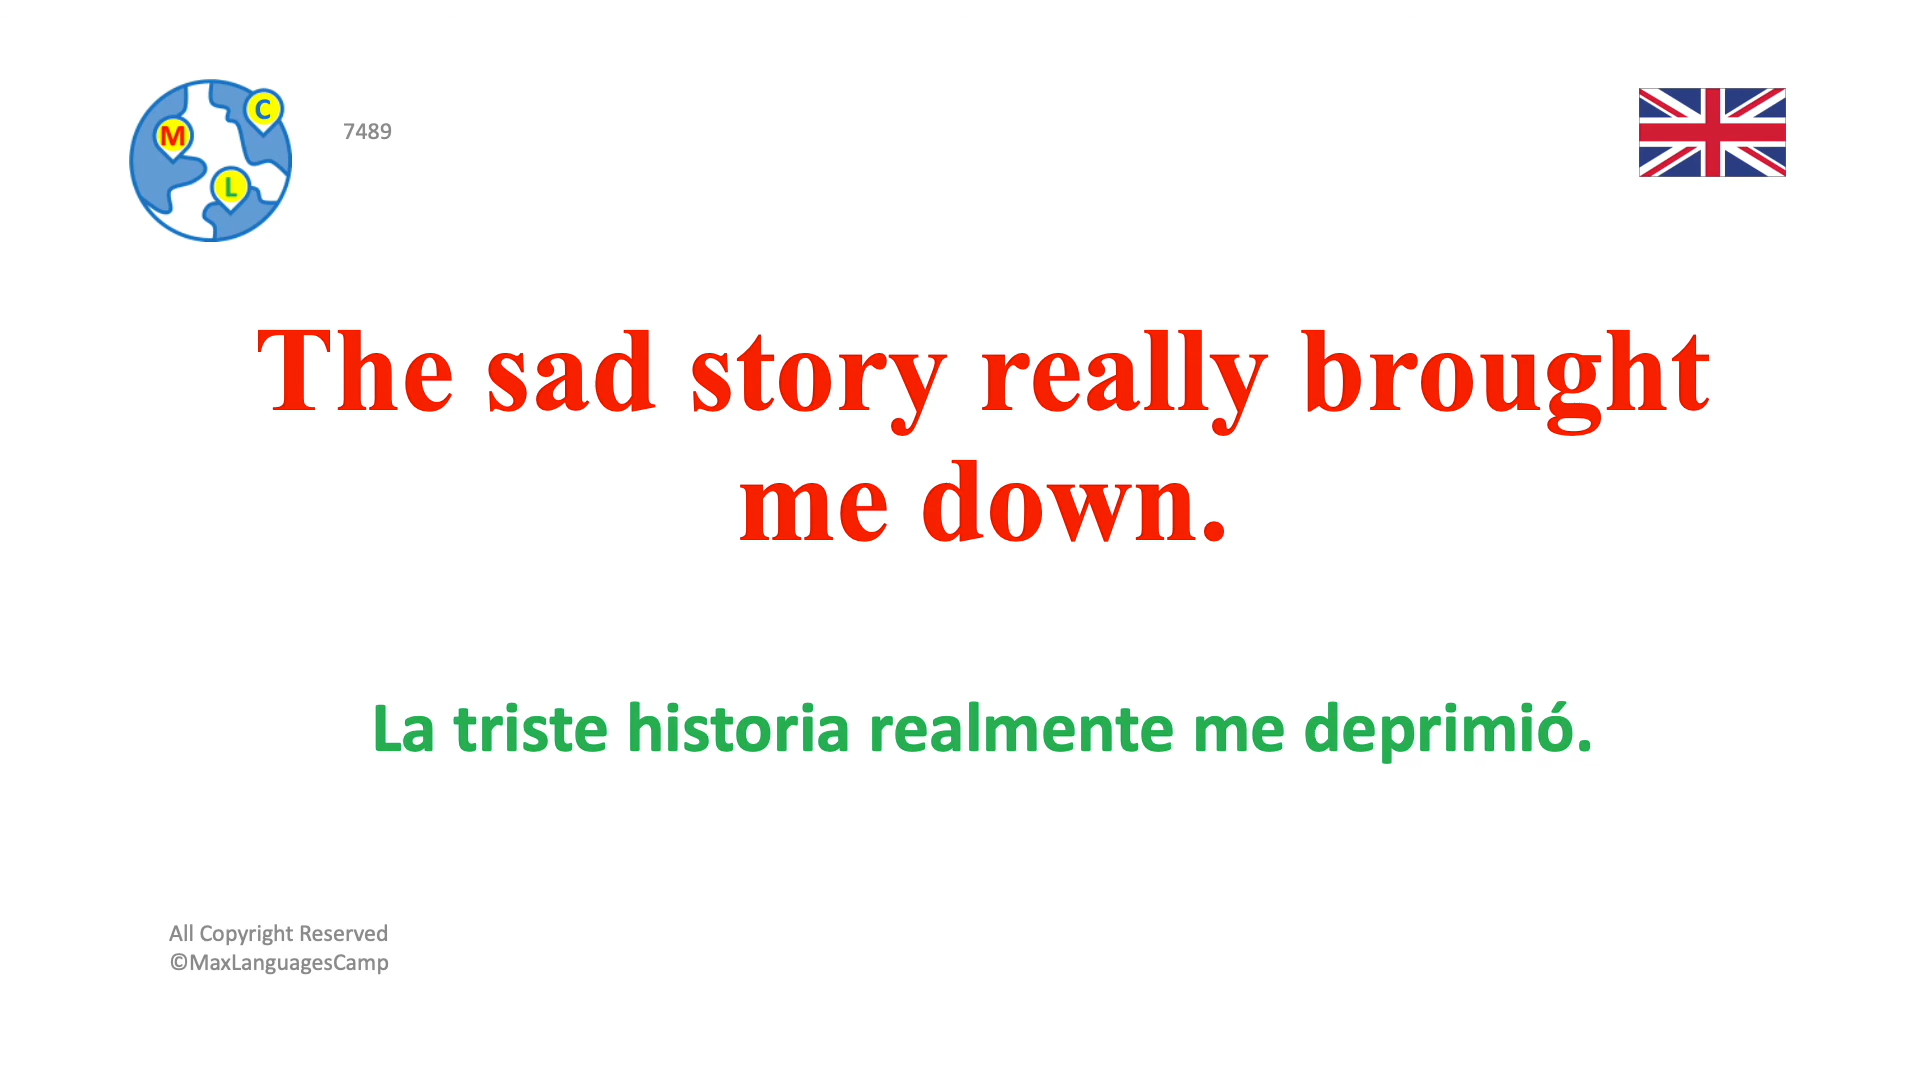 C
M
L
7489
The sad story really brought
me down.
La triste historia realmente me deprimió.
All Copyright Reserved
©MaxLanguagesCamp